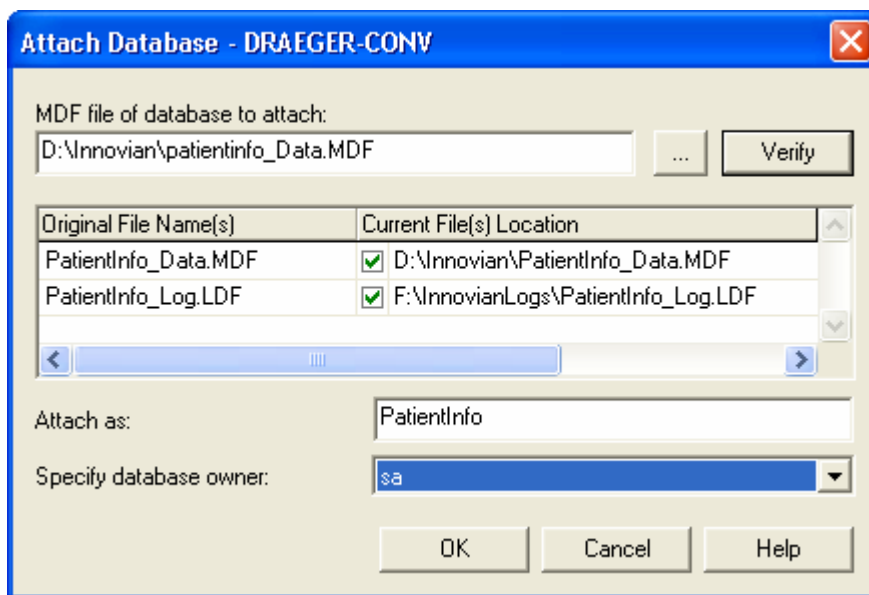 Attach Database - DRAEGER-CONV
MDF file of database to attach:
D:\Innovian\patientinfo_Data.MDF
...
Verify
Original File Name(s) Current File(s) Location
PatientInfo_Data.MDF D:\Innovian\PatientInfo_Data.MDF
PatientInfo_Log.LDF F:\InnovianLogs\PatientInfo_Log.LDF
Attach as: PatientInfo
Specify database owner: sa
OK Cancel Help